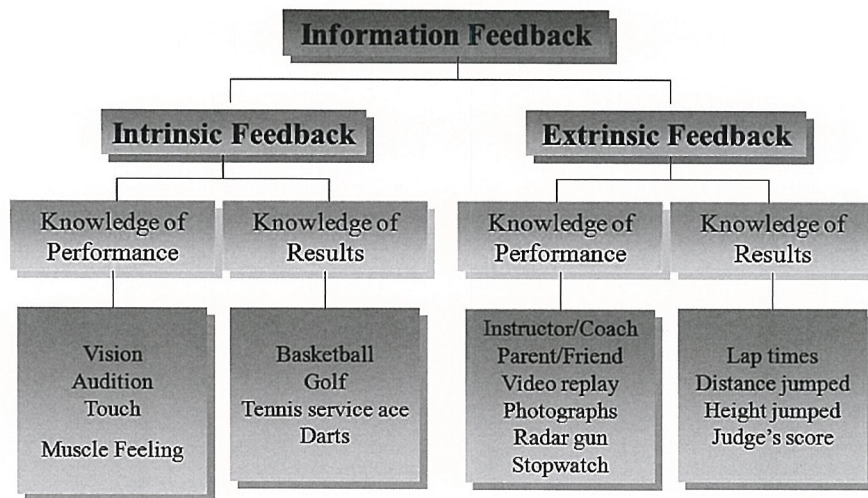 Information Feedback
Intrinsic Feedback
Extrinsic Feedback
Knowledge of
Performance
Knowledge of
Results
Knowledge of
Performance
Knowledge of
Results
Vision
Audition
Touch
Muscle Feeling
Basketball
Golf
Tennis service ace
Darts
Instructor/Coach
Parent/Friend
Video replay
Photographs
Radar gun
Stopwatch
Lap times
Distance jumped
Height jumped
Judge's score